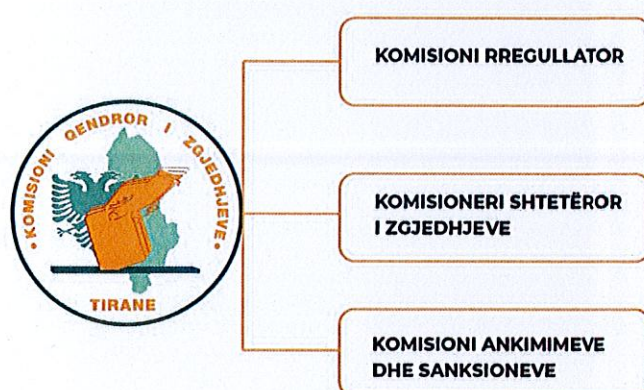 KOMISIONI QENDROR I ZGJEDHJEVE
TIRANE
KOMISIONI RREGULLATOR
KOMISIONERI SHTETËROR
I ZGJEDHJEVE
KOMISIONI ANKIMIMEVE
DHE SANKSIONEVE